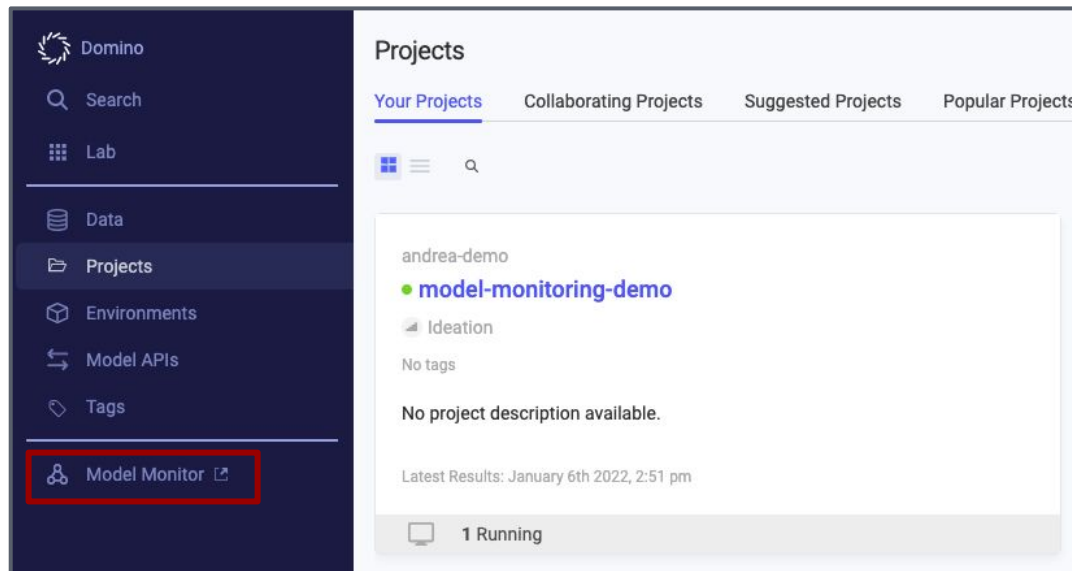 Domino
Search
Lab
Data
Projects
Environments
Model APIs
Tags
Model Monitor
Projects
Your Projects Collaborating Projects Suggested Projects Popular Projects
andrea-demo
model-monitoring-demo
Ideation
No tags
No project description available.
Latest Results: January 6th 2022, 2:51 pm
1 Running